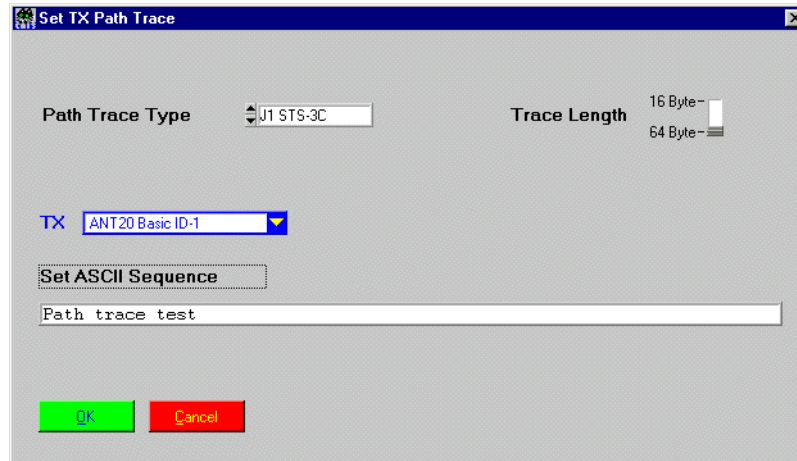 Set TX Path Trace
Path Trace Type
J1 STS-3C
Trace Length
16 Byte
64 Byte
TX
ANT20 Basic ID-1
Set ASCII Sequence
Path trace test
OK
Cancel